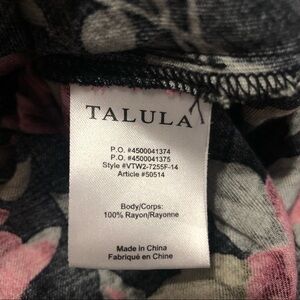 TALULA
P.O. #4500041374
P.O. #4500041375
Style #VTW2-7255F-14
Article #50514
Body/Corps:
100% Rayon/Rayonne
Made in China
Fabriqué en Chine